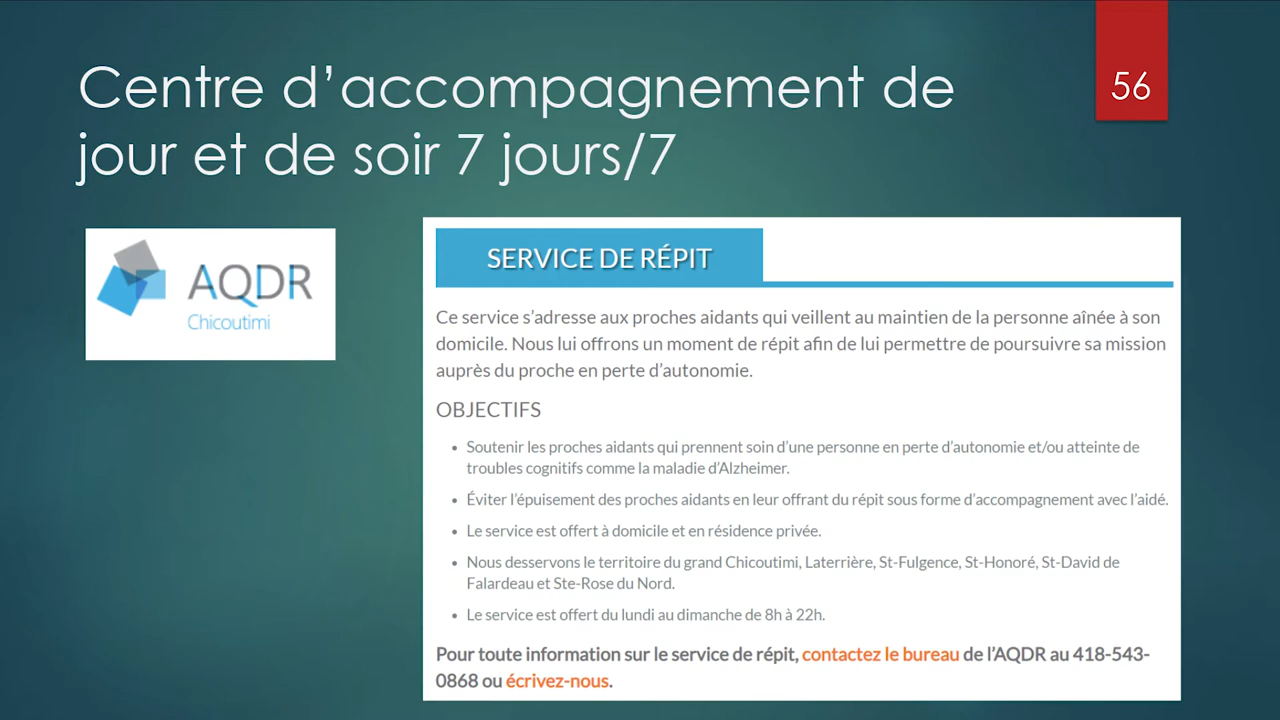 Centre d’accompagnement de
jour et de soir 7 jours/7
56
AQDR
Chicoutimi
SERVICE DE RÉPIT
Ce service s’adresse aux proches aidants qui veillent au maintien de la personne aînée à son
domicile. Nous lui offrons un moment de répit afin de lui permettre de poursuivre sa mission
auprès du proche en perte d’autonomie.
OBJECTIFS
• Soutenir les proches aidants qui prennent soin d’une personne en perte d’autonomie et/ou atteinte de
troubles cognitifs comme la maladie d’Alzheimer.
• Éviter l’épuisement des proches aidants en leur offrant du répit sous forme d’accompagnement avec l’aidé.
• Le service est offert à domicile et en résidence privée.
• Nous desservons le territoire du grand Chicoutimi, Laterrière, St-Fulgence, St-Honoré, St-David de
Falardeau et Ste-Rose du Nord.
• Le service est offert du lundi au dimanche de 8h à 22h.
Pour toute information sur le service de répit, contactez le bureau de l’AQDR au 418-543-
0868 ou écrivez-nous.